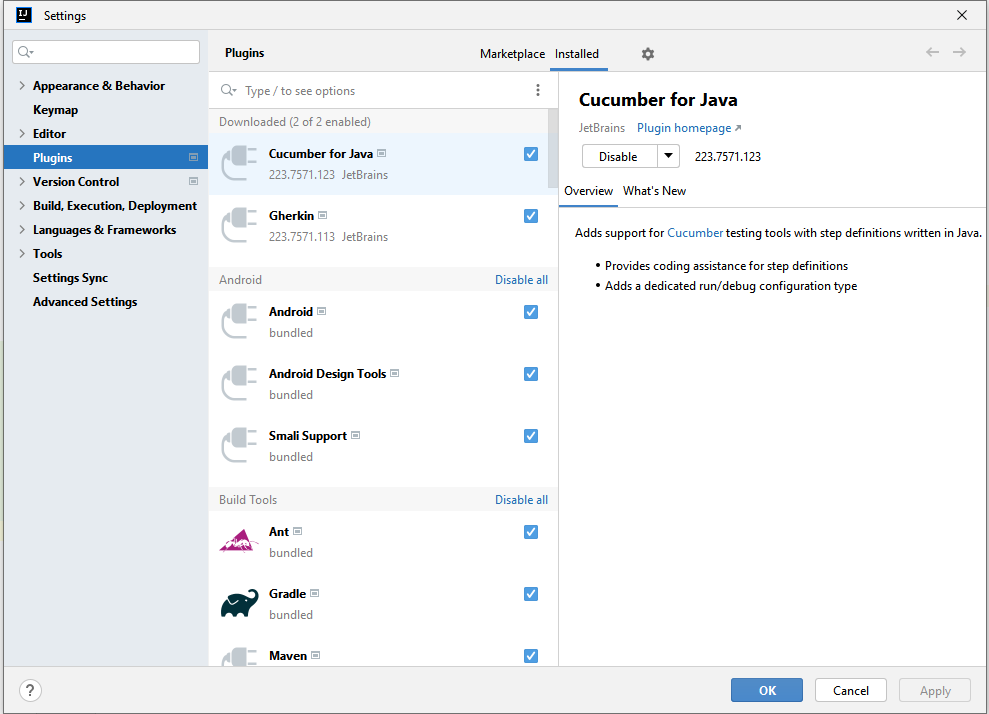 IJ Settings
Plugins Marketplace Installed
Appearance & Behavior
Keymap
Editor
Plugins
Version Control
Build, Execution, Deployment
Languages & Frameworks
Tools
Settings Sync
Advanced Settings
Type / to see options
Downloaded (2 of 2 enabled)
Cucumber for Java
223.7571.123 JetBrains
Gherkin
223.7571.113 JetBrains
Android Disable all
Android
bundled
Android Design Tools
bundled
Smali Support
bundled
Build Tools Disable all
Ant
bundled
Gradle
bundled
Maven
Cucumber for Java
JetBrains Plugin homepage ↗
Disable 223.7571.123
Overview What's New
Adds support for Cucumber testing tools with step definitions written in Java.
• Provides coding assistance for step definitions
• Adds a dedicated run/debug configuration type
? OK Cancel Apply